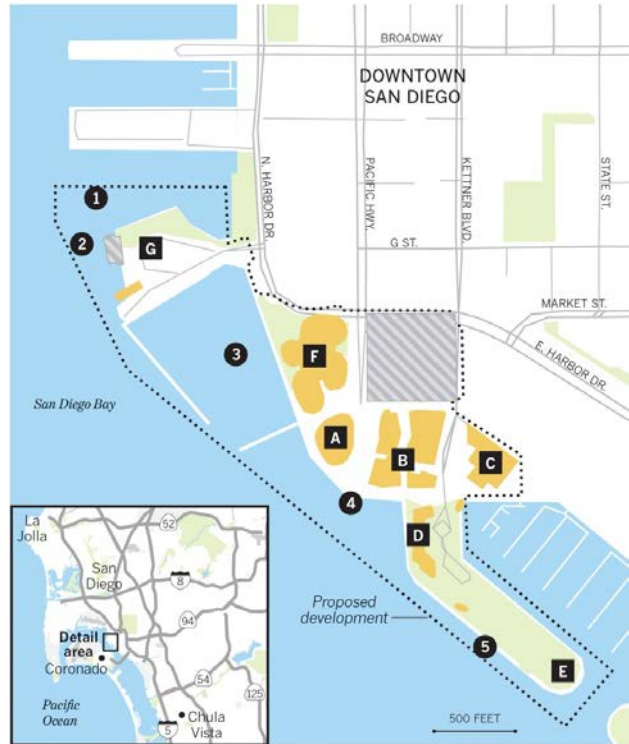 BROADWAY
DOWNTOWN
SAN DIEGO
N. HARBOR DR.
PACIFIC HWY.
KETTNER BLVD.
STATE ST.
1
2
G
G ST.
MARKET ST.
E. HARBOR DR.
3
F
San Diego Bay
A
B
C
4
D
Proposed
development
5
E
500 FEET
La
Jolla
52
San
Diego
8
Detail
area
94
Coronado
54
125
Pacific
Ocean
5
Chula
Vista